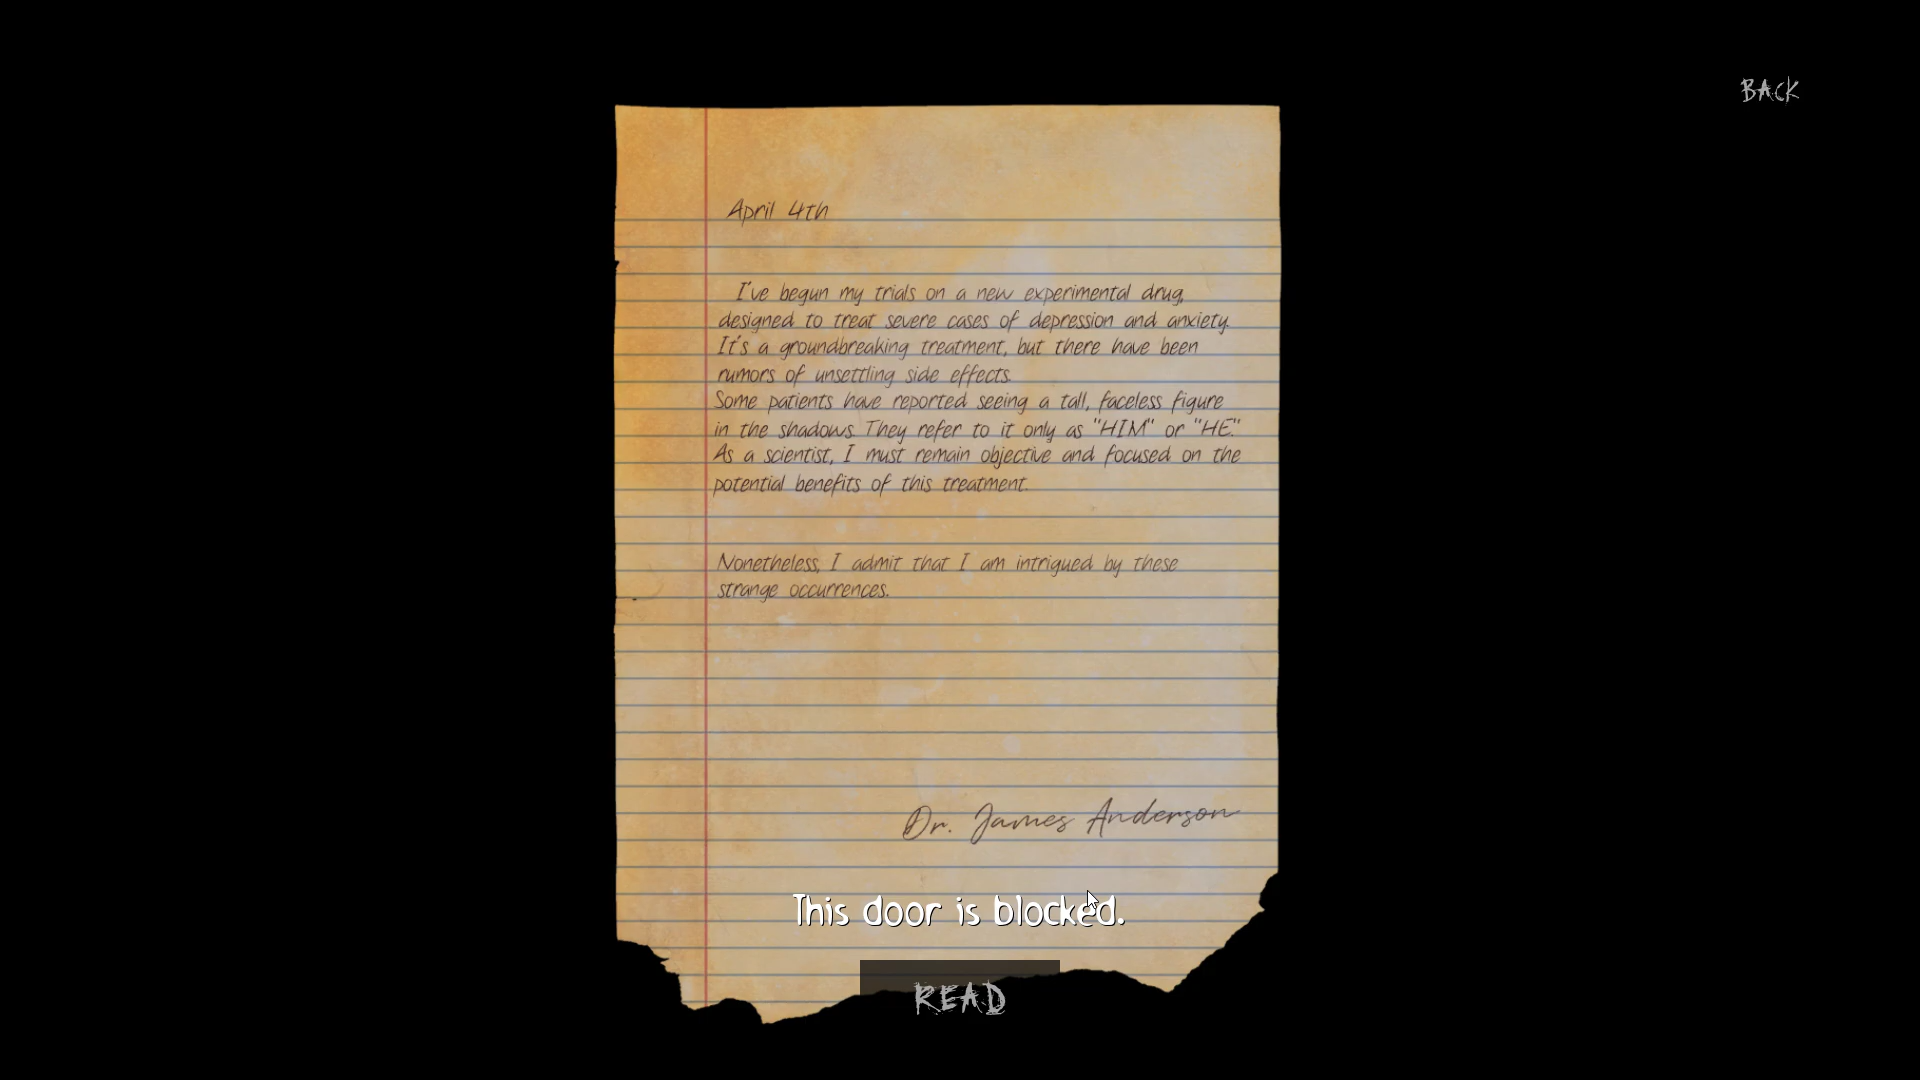 BACK
April 4th
I've begun my trials on a new experimental drug,
designed to treat severe cases of depression and anxiety.
It's a groundbreaking treatment, but there have been
rumors of unsettling side effects.
Some patients have reported seeing a tall, faceless figure
in the shadows. They refer to it only as "HIM" or "HE."
As a scientist, I must remain objective and focused on the
potential benefits of this treatment.
Nonetheless, I admit that I am intrigued by these
strange occurrences.
Dr. James Anderson
This door is blocked.
READ